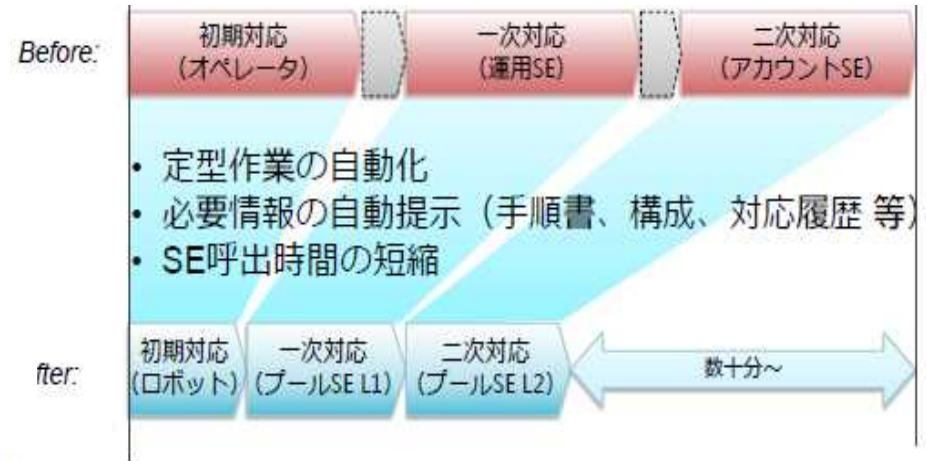 Before:
初期対応
(オペレータ)
一次対応
(運用SE)
二次対応
(アカウントSE)
• 定型作業の自動化
• 必要情報の自動提示（手順書、構成、対応履歴 等）
• SE呼出時間の短縮
fter:
初期対応
(ロボット)
一次対応
(プールSE L1)
二次対応
(プールSE L2)
数十分～